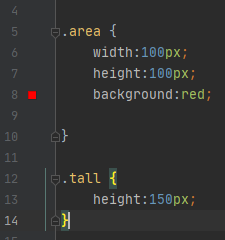 4
5 .area {
6 width:100px;
7 height:100px;
8 background:red;
9
10 }
11
12 .tall {
13 height:150px;
14 }